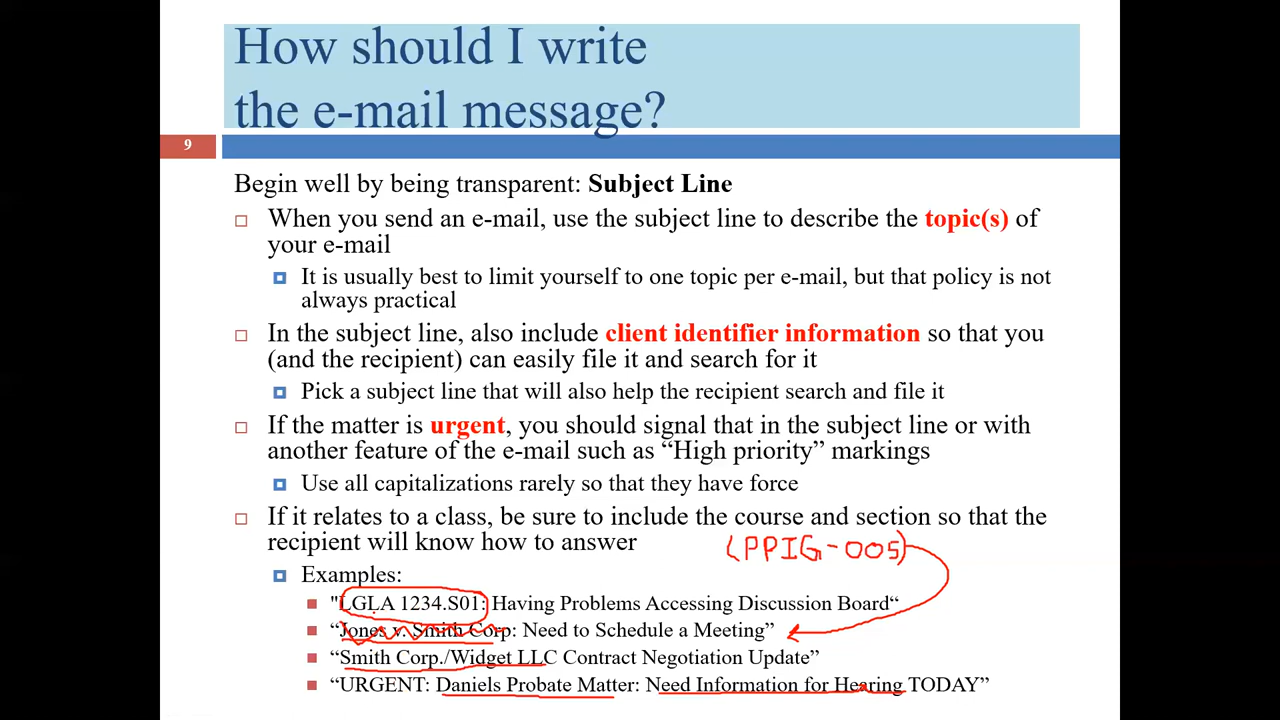 How should I write
the e-mail message?
9
Begin well by being transparent: Subject Line
When you send an e-mail, use the subject line to describe the topic(s) of
your e-mail
It is usually best to limit yourself to one topic per e-mail, but that policy is not
always practical
In the subject line, also include client identifier information so that you
(and the recipient) can easily file it and search for it
Pick a subject line that will also help the recipient search and file it
If the matter is urgent, you should signal that in the subject line or with
another feature of the e-mail such as “High priority” markings
Use all capitalizations rarely so that they have force
If it relates to a class, be sure to include the course and section so that the
recipient will know how to answer
(PPIG-005)
Examples:
"LGLA 1234.S01: Having Problems Accessing Discussion Board“
“Jones v. Smith Corp: Need to Schedule a Meeting”
“Smith Corp./Widget LLC Contract Negotiation Update”
“URGENT: Daniels Probate Matter: Need Information for Hearing TODAY”